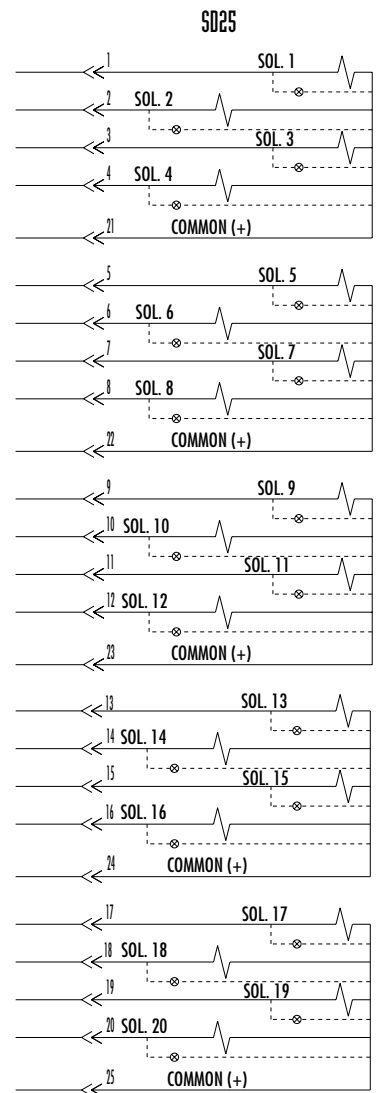 SD25
1 SOL. 1
2 SOL. 2
3 SOL. 3
4 SOL. 4
21 COMMON (+)
5 SOL. 5
6 SOL. 6
7 SOL. 7
8 SOL. 8
22 COMMON (+)
9 SOL. 9
10 SOL. 10
11 SOL. 11
12 SOL. 12
23 COMMON (+)
13 SOL. 13
14 SOL. 14
15 SOL. 15
16 SOL. 16
24 COMMON (+)
17 SOL. 17
18 SOL. 18
19 SOL. 19
20 SOL. 20
25 COMMON (+)